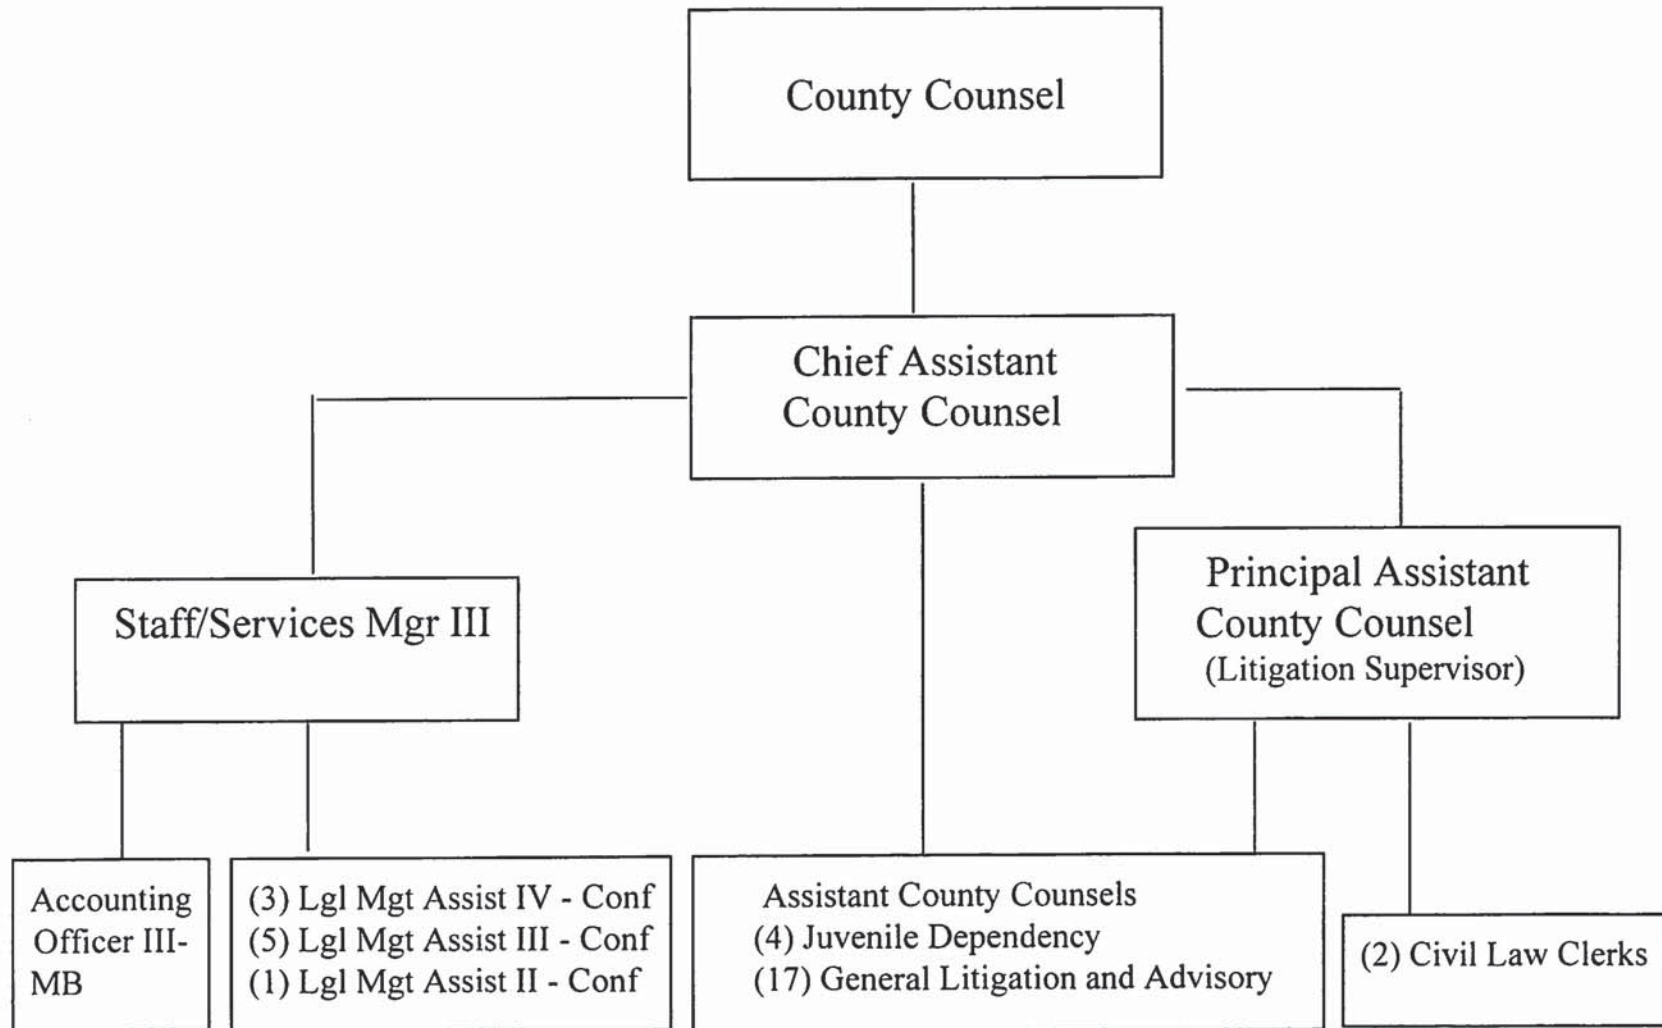 County Counsel
Chief Assistant
County Counsel
Principal Assistant
County Counsel
(Litigation Supervisor)
Staff/Services Mgr III
Accounting
Officer III-
MB
(3) Lgl Mgt Assist IV - Conf
(5) Lgl Mgt Assist III - Conf
(1) Lgl Mgt Assist II - Conf
Assistant County Counsels
(4) Juvenile Dependency
(17) General Litigation and Advisory
(2) Civil Law Clerks